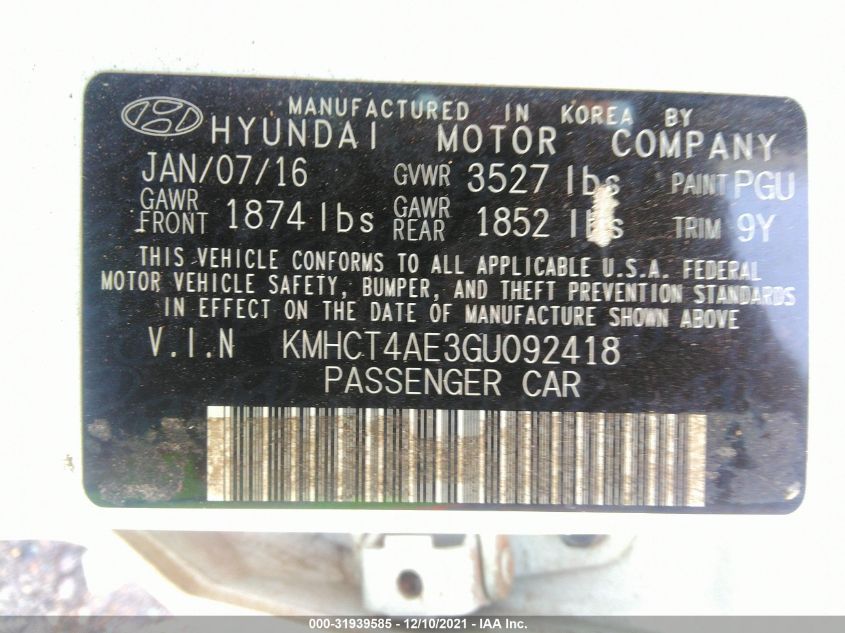 MANUFACTURED IN KOREA BY
HYUNDAI MOTOR COMPANY
JAN/07/16 GVWR 3527 lbs PAINT PGU
GAWR FRONT 1874 lbs GAWR REAR 1852 lbs TRIM 9Y
THIS VEHICLE CONFORMS TO ALL APPLICABLE U.S.A. FEDERAL
MOTOR VEHICLE SAFETY, BUMPER, AND THEFT PREVENTION STANDARDS
IN EFFECT ON THE DATE OF MANUFACTURE SHOWN ABOVE
V.I.N KMHCT4AE3GU092418
PASSENGER CAR
000-31939585 - 12/10/2021 - IAA Inc.